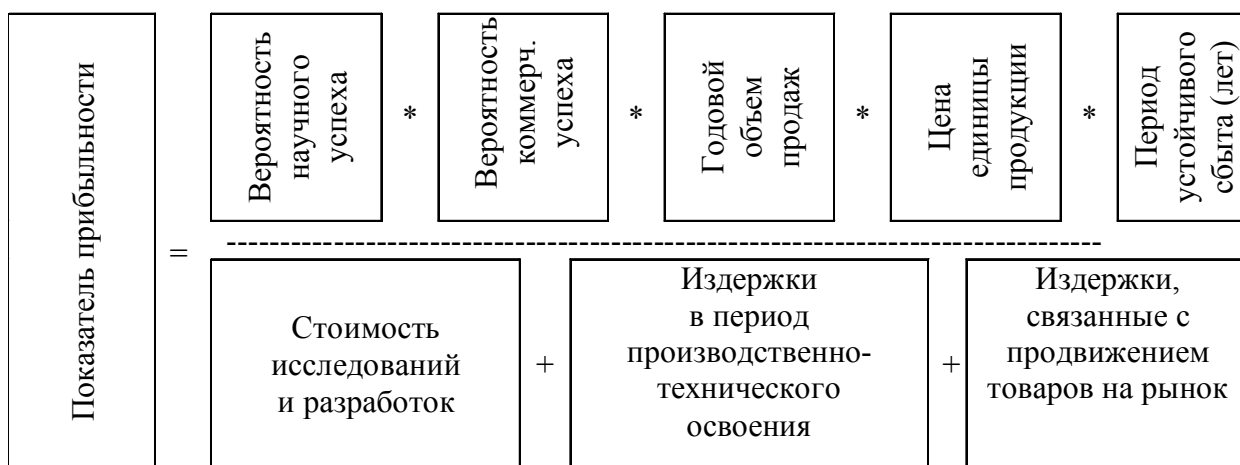 Показатель прибыльности
=
Вероятность
научного
успеха
*
Вероятность
коммерч.
успеха
*
Годовой
объем
продаж
*
Цена
единицы
продукции
*
Период
устойчивого
сбыта (лет)
--------------------------------------------------------------------------------
Стоимость
исследований
и разработок
+
Издержки
в период
производственно-
технического
освоения
+
Издержки,
связанные с
продвижением
товаров на рынок